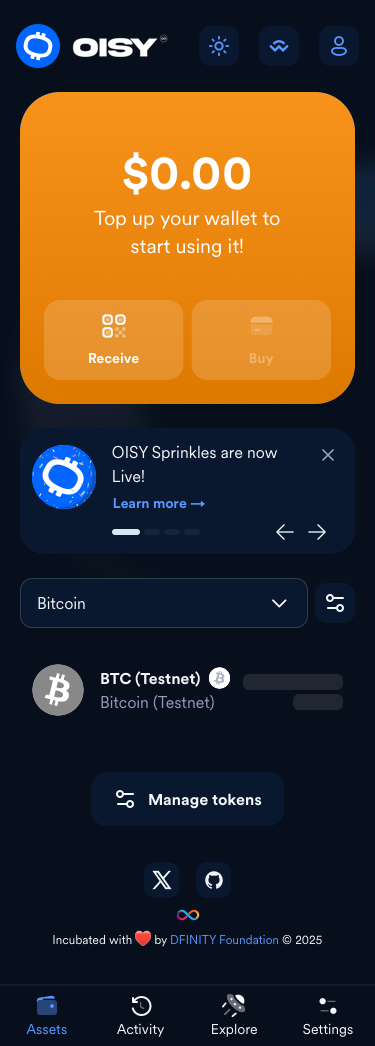 OISY
$0.00
Top up your wallet to
start using it!
Receive
Buy
OISY Sprinkles are now
Live!
Learn more →
Bitcoin
BTC (Testnet)
Bitcoin (Testnet)
Manage tokens
Incubated with ❤️ by DFINITY Foundation © 2025
Assets
Activity
Explore
Settings